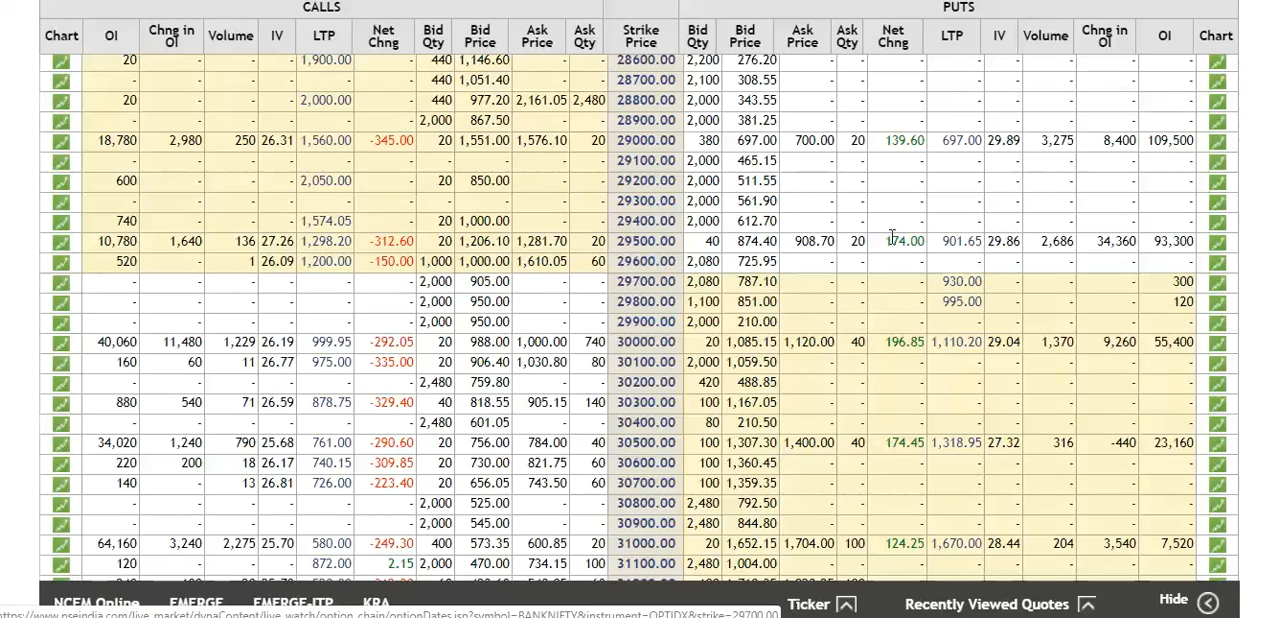 CALLS PUTS
Chart OI Chng in OI Volume IV LTP Net Chng Bid Qty Bid Price Ask Price Ask Qty Strike Price Bid Qty Bid Price Ask Price Ask Qty Net Chng LTP IV Volume Chng in OI OI Chart
20 - - - 1,900.00 - 440 1,146.60 - - 28600.00 2,200 276.20 - - - - - - - -
- - - - - - 440 1,051.40 - - 28700.00 2,100 308.55 - - - - - - - -
20 - - - 2,000.00 - 440 977.20 2,161.05 2,480 28800.00 2,000 343.55 - - - - - - - -
- - - - - - 2,000 867.50 - - 28900.00 2,000 381.25 - - - - - - - -
18,780 2,980 250 26.31 1,560.00 -345.00 20 1,551.00 1,576.10 20 29000.00 380 697.00 700.00 20 139.60 697.00 29.89 3,275 8,400 109,500
- - - - - - - - - - 29100.00 2,000 465.15 - - - - - - - -
600 - - - 2,050.00 - 20 850.00 - - 29200.00 2,000 511.55 - - - - - - - -
- - - - - - - - - - 29300.00 2,000 561.90 - - - - - - - -
740 - - - 1,574.05 - 20 1,000.00 - - 29400.00 2,000 612.70 - - - - - - - -
10,780 1,640 136 27.26 1,298.20 -312.60 20 1,206.10 1,281.70 20 29500.00 40 874.40 908.70 20 174.00 901.65 29.86 2,686 34,360 93,300
520 - 1 26.09 1,200.00 -150.00 1,000 1,000.00 1,610.05 60 29600.00 2,080 725.95 - - - - - - - -
- - - - - - 2,000 905.00 - - 29700.00 2,080 787.10 - - - 930.00 - - - 300
- - - - - - 2,000 950.00 - - 29800.00 1,100 851.00 - - - 995.00 - - - 120
- - - - - - 2,000 950.00 - - 29900.00 2,000 210.00 - - - - - - - -
40,060 11,480 1,229 26.19 999.95 -292.05 20 988.00 1,000.00 740 30000.00 20 1,085.15 1,120.00 40 196.85 1,110.20 29.04 1,370 9,260 55,400
160 60 11 26.77 975.00 -335.00 20 906.40 1,030.80 80 30100.00 2,000 1,059.50 - - - - - - - -
- - - - - - 2,480 759.80 - - 30200.00 420 488.85 - - - - - - - -
880 540 71 26.59 878.75 -329.40 40 818.55 905.15 140 30300.00 100 1,167.05 - - - - - - - -
- - - - - - 2,480 601.05 - - 30400.00 80 210.50 - - - - - - - -
34,020 1,240 790 25.68 761.00 -290.60 20 756.00 784.00 40 30500.00 100 1,307.30 1,400.00 40 174.45 1,318.95 27.32 316 -440 23,160
220 200 18 26.17 740.15 -309.85 20 730.00 821.75 60 30600.00 100 1,360.45 - - - - - - - -
140 - 13 26.81 726.00 -223.40 20 656.05 743.50 60 30700.00 100 1,359.35 - - - - - - - -
- - - - - - 2,000 525.00 - - 30800.00 2,480 792.50 - - - - - - - -
- - - - - - 2,000 545.00 - - 30900.00 2,480 844.80 - - - - - - - -
64,160 3,240 2,275 25.70 580.00 -249.30 400 573.35 600.85 20 31000.00 20 1,652.15 1,704.00 100 124.25 1,670.00 28.44 204 3,540 7,520
120 - - - 872.00 2.15 2,000 470.00 734.15 100 31100.00 2,480 1,004.00 - - - - - - - -
NCFM Online EMERGE EMERGE-ITP KRA Ticker Recently Viewed Quotes Hide
https://www.nseindia.com/live_market/dynaContent/live_watch/option_chain/optionDates.jsp?symbol=BANKNIFTY&instrument=OPTIDX&strike=29700.00